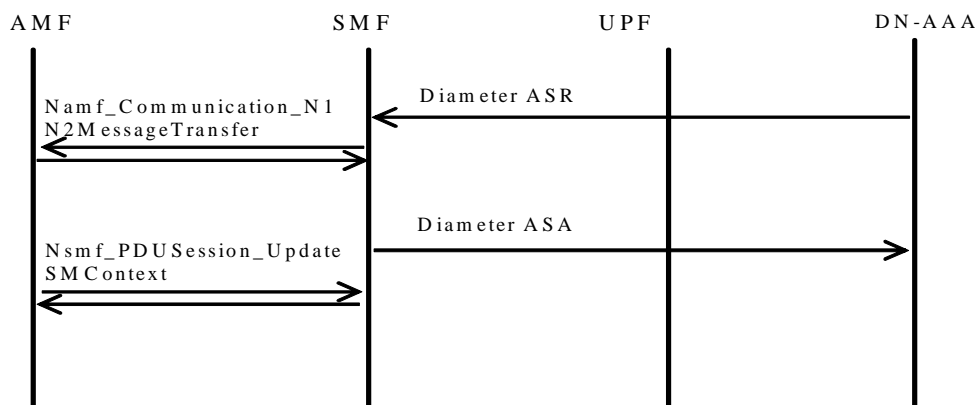 AMF
SMF
UPF
DN-AAA
Diameter ASR
Namf_Communication_N1
N2MessageTransfer
Diameter ASA
Nsmf_PDUSession_Update
SMContext